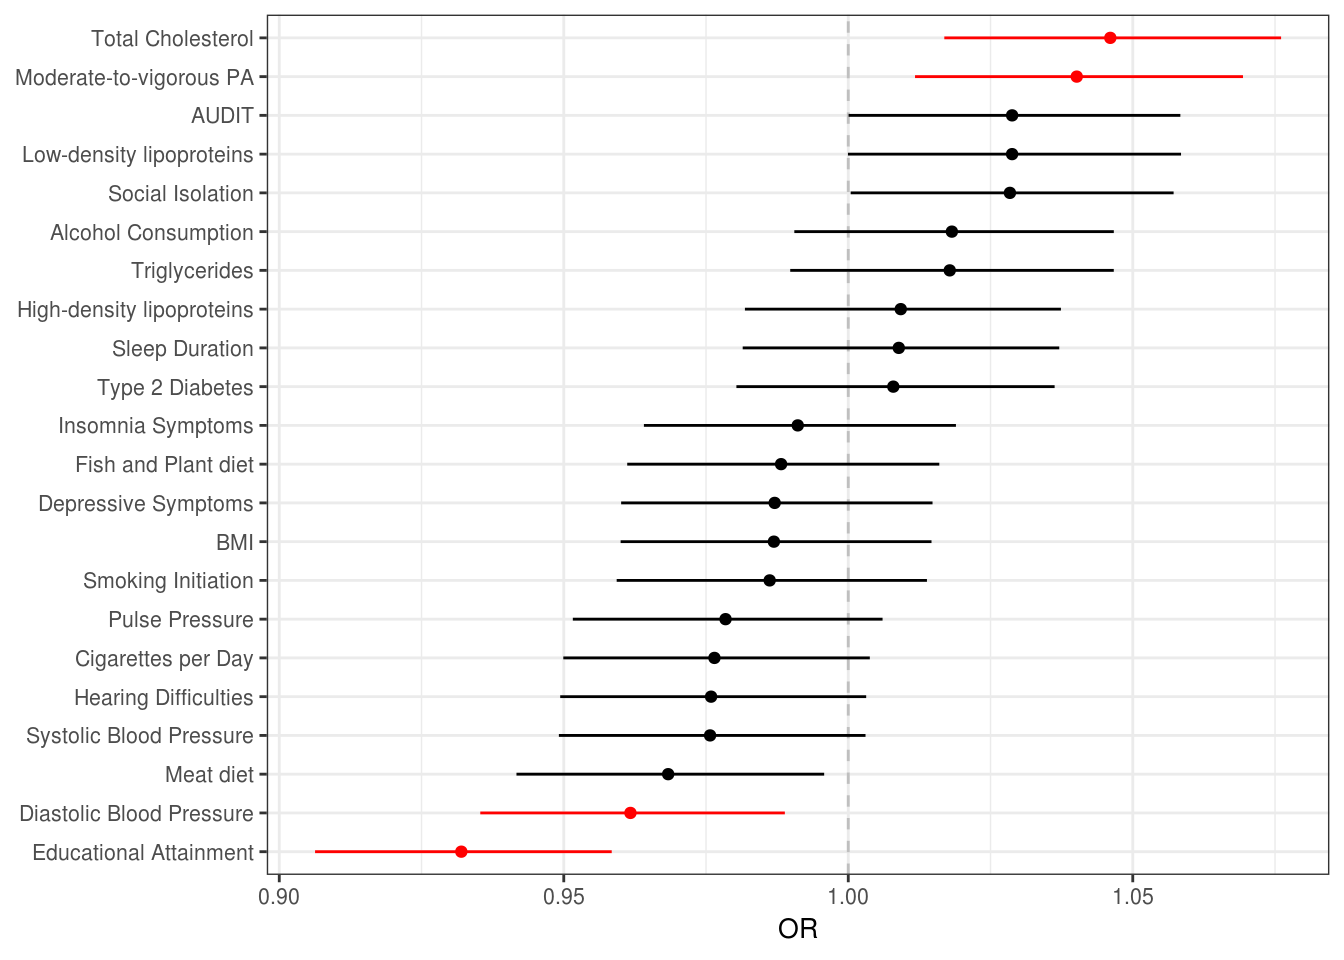 Total Cholesterol
Moderate-to-vigorous PA
AUDIT
Low-density lipoproteins
Social Isolation
Alcohol Consumption
Triglycerides
High-density lipoproteins
Sleep Duration
Type 2 Diabetes
Insomnia Symptoms
Fish and Plant diet
Depressive Symptoms
BMI
Smoking Initiation
Pulse Pressure
Cigarettes per Day
Hearing Difficulties
Systolic Blood Pressure
Meat diet
Diastolic Blood Pressure
Educational Attainment
0.90 0.95 1.00 1.05
OR